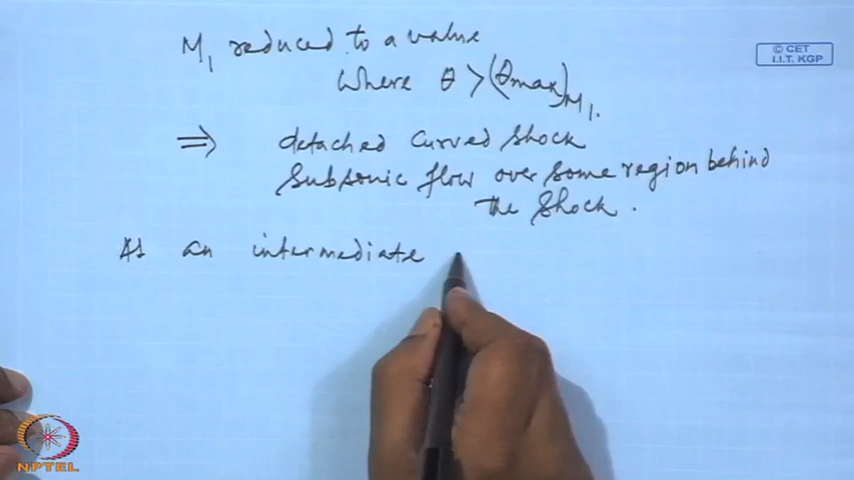 M₁ reduced to a value
© CET
I.I.T. KGP
where θ > (θmax)M₁.
⇒ detached curved shock
subsonic flow over some region behind
the shock.
As an intermediate
NPTEL